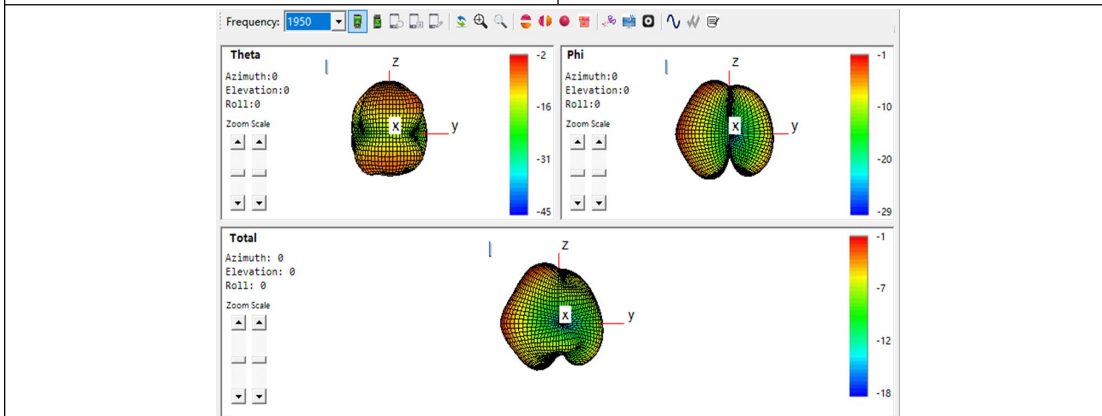 Frequency: 1950
Theta
Azimuth:0
Elevation:0
Roll:0
Zoom Scale
z
x
y
-2
-16
-31
-45
Phi
Azimuth:0
Elevation:0
Roll:0
Zoom Scale
z
x
y
-1
-10
-20
-29
Total
Azimuth: 0
Elevation: 0
Roll: 0
Zoom Scale
z
x
y
-1
-7
-12
-18